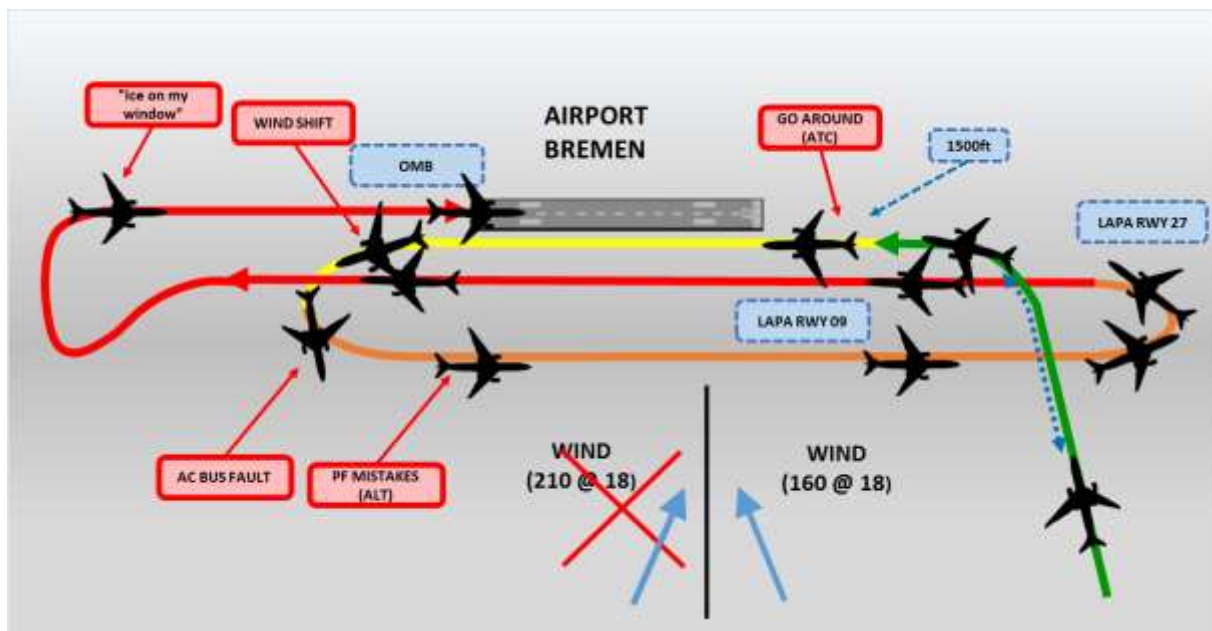 "Ice on my
window"
WIND SHIFT
OMB
AIRPORT
BREMEN
GO AROUND
(ATC)
1500ft
LAPA RWY 27
LAPA RWY 09
AC BUS FAULT
PF MISTAKES
(ALT)
WIND
(210 @ 18)
WIND
(160 @ 18)